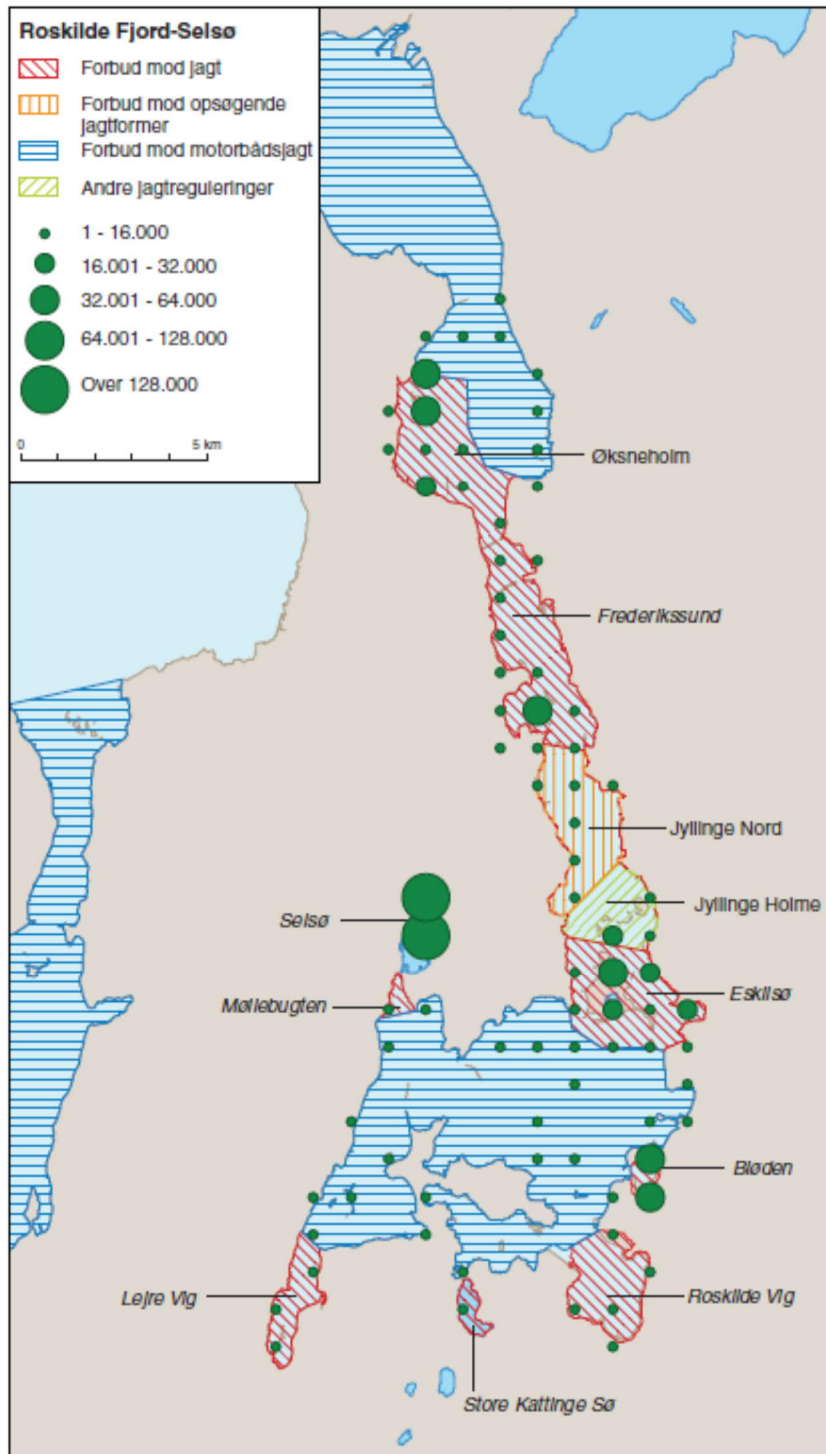 Roskilde Fjord-Selsø
Forbud mod jagt
Forbud mod opsøgende
jagtformer
Forbud mod motorbådsjagt
Andre jagtreguleringer
1 - 16.000
16.001 - 32.000
32.001 - 64.000
64.001 - 128.000
Over 128.000
0
5 km
Øksneholm
Frederikssund
Jyllinge Nord
Jyllinge Holme
Selsø
Eskilsø
Møllebugten
Bløden
Lejre Vig
Roskilde Vig
Store Kattinge Sø